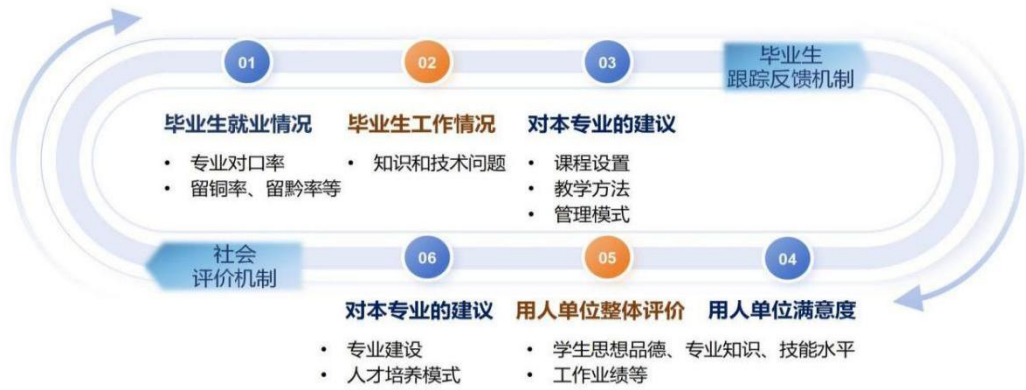 01
02
03
毕业生
跟踪反馈机制
毕业生就业情况
• 专业对口率
• 留铜率、留黔率等
毕业生工作情况
• 知识和技术问题
对本专业的建议
• 课程设置
• 教学方法
• 管理模式
04
05
06
社会
评价机制
用人单位满意度
用人单位整体评价
• 学生思想品德、专业知识、技能水平
• 工作业绩等
对本专业的建议
• 专业建设
• 人才培养模式